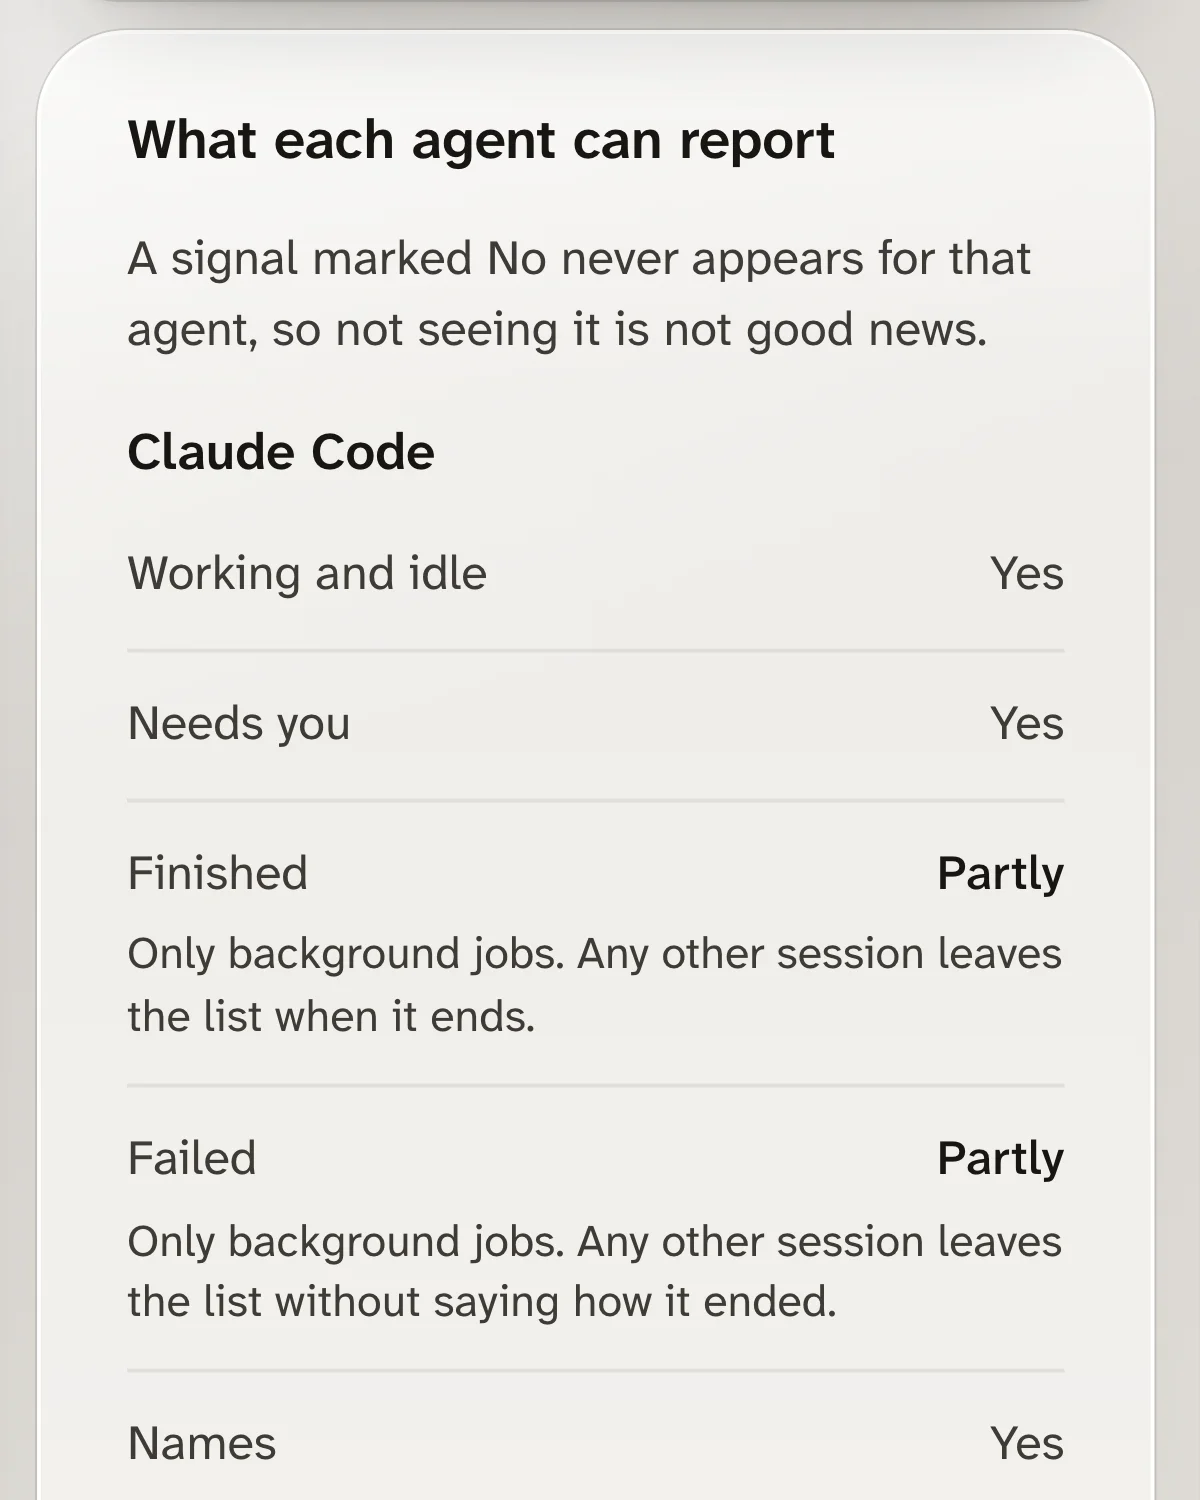 What each agent can report
A signal marked No never appears for that
agent, so not seeing it is not good news.
Claude Code
Working and idle Yes
Needs you Yes
Finished Partly
Only background jobs. Any other session leaves
the list when it ends.
Failed Partly
Only background jobs. Any other session leaves
the list without saying how it ended.
Names Yes